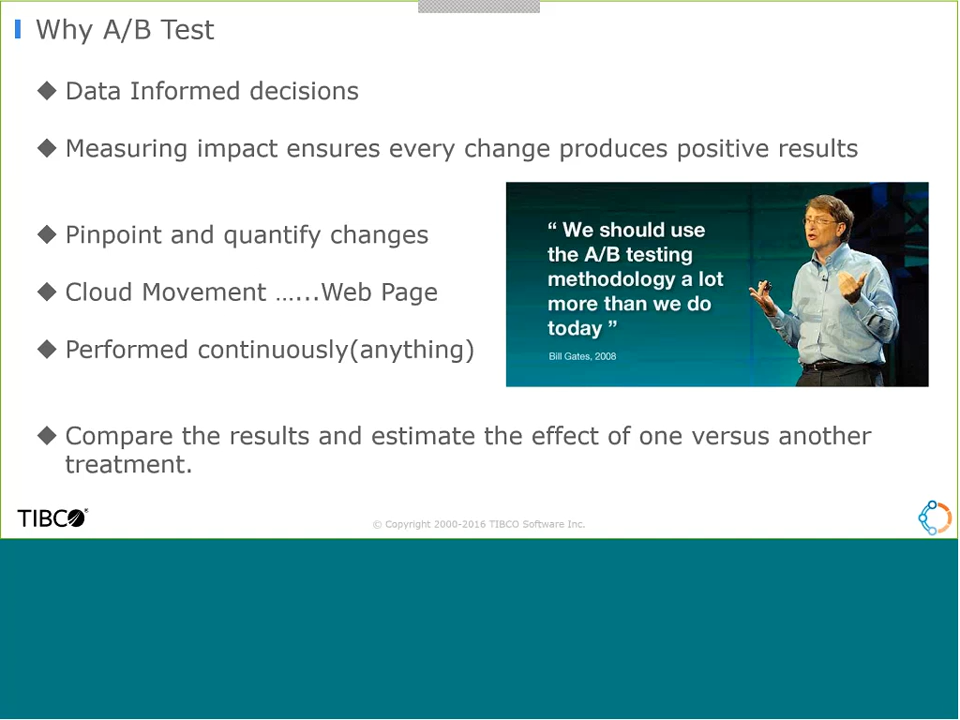 Why A/B Test
◆ Data Informed decisions
◆ Measuring impact ensures every change produces positive results
◆ Pinpoint and quantify changes
◆ Cloud Movement …...Web Page
◆ Performed continuously(anything)
“ We should use
the A/B testing
methodology a lot
more than we do
today ”
Bill Gates, 2008
◆ Compare the results and estimate the effect of one versus another
treatment.
TIBCO®
© Copyright 2000-2016 TIBCO Software Inc.